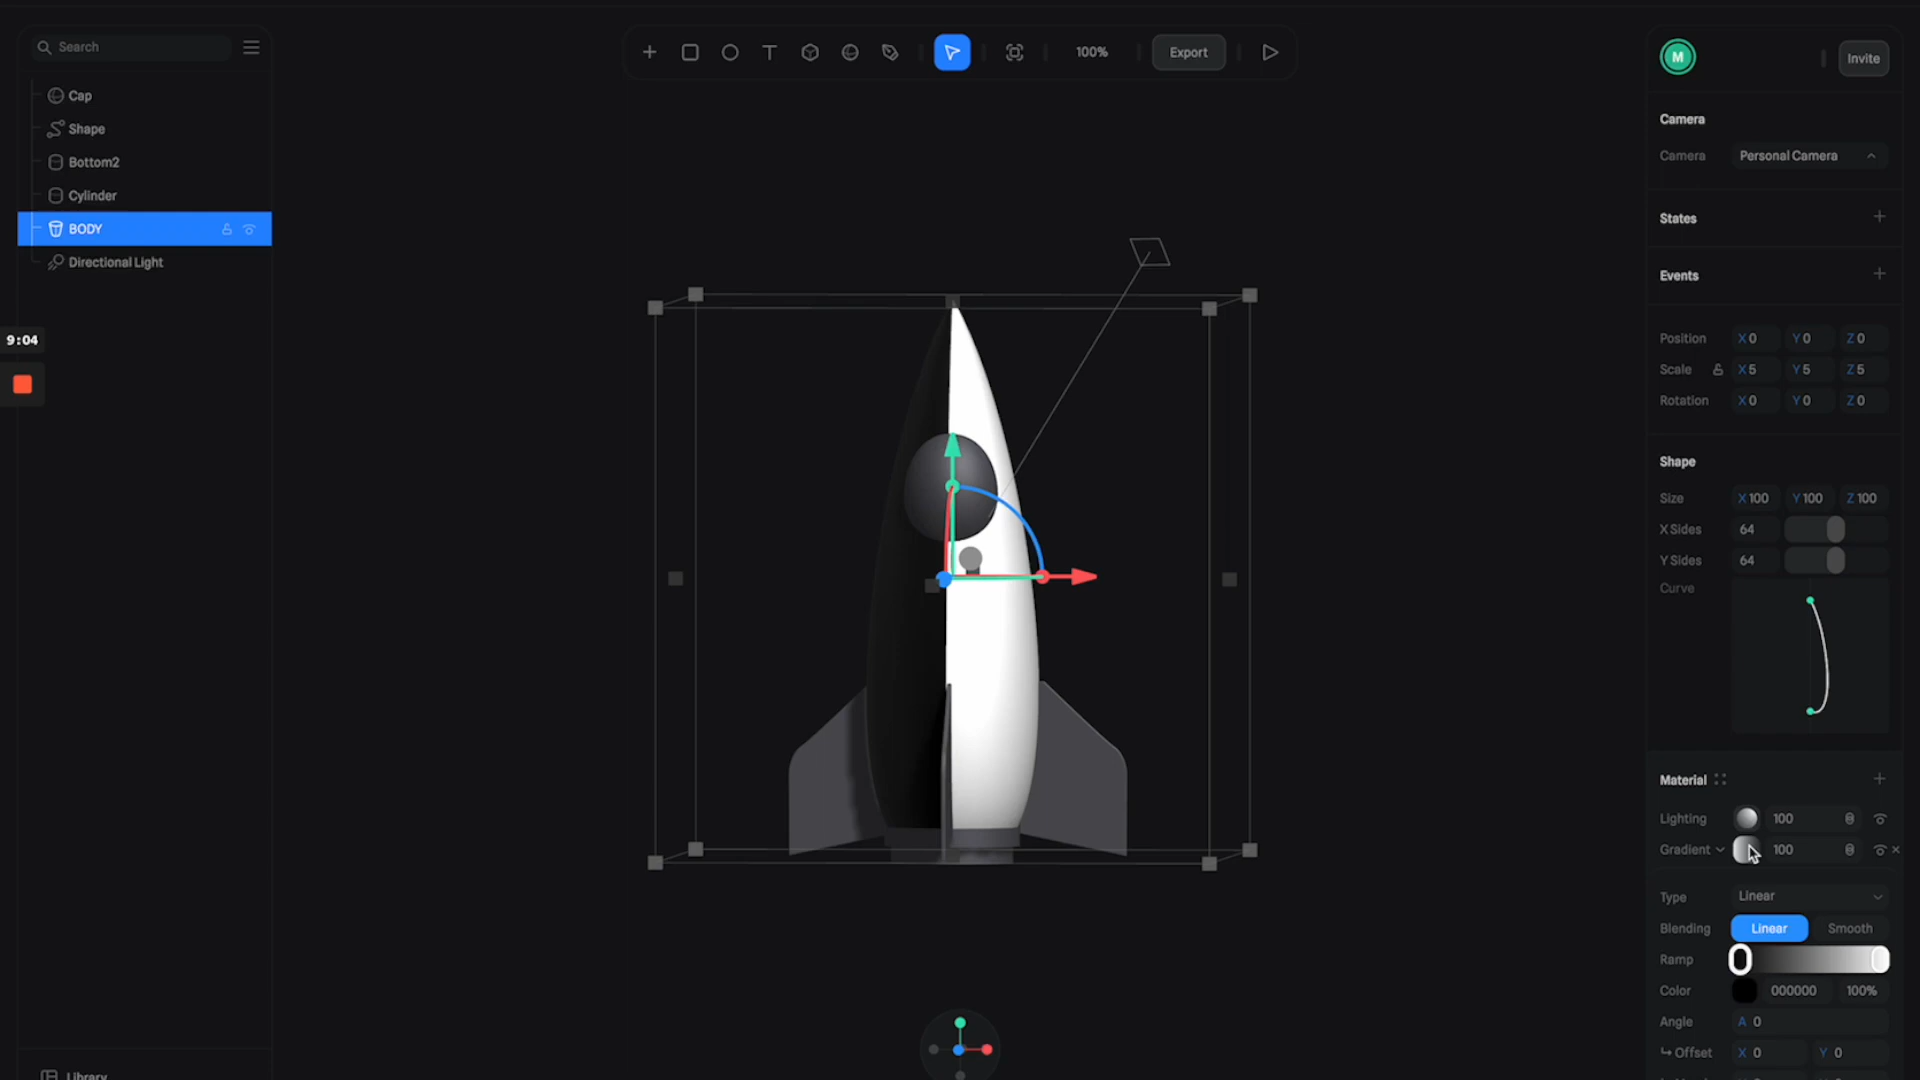 Search
100%
Export
M
Invite
Cap
Shape
Bottom2
Cylinder
BODY
Directional Light
9:04
Library
Camera
Camera Personal Camera
States
Events
Position X 0 Y 0 Z 0
Scale X 5 Y 5 Z 5
Rotation X 0 Y 0 Z 0
Shape
Size X 100 Y 100 Z 100
X Sides 64
Y Sides 64
Curve
Material
Lighting 100
Gradient 100
Type Linear
Blending Linear Smooth
Ramp
Color 000000 100%
Angle A 0
Offset X 0 Y 0